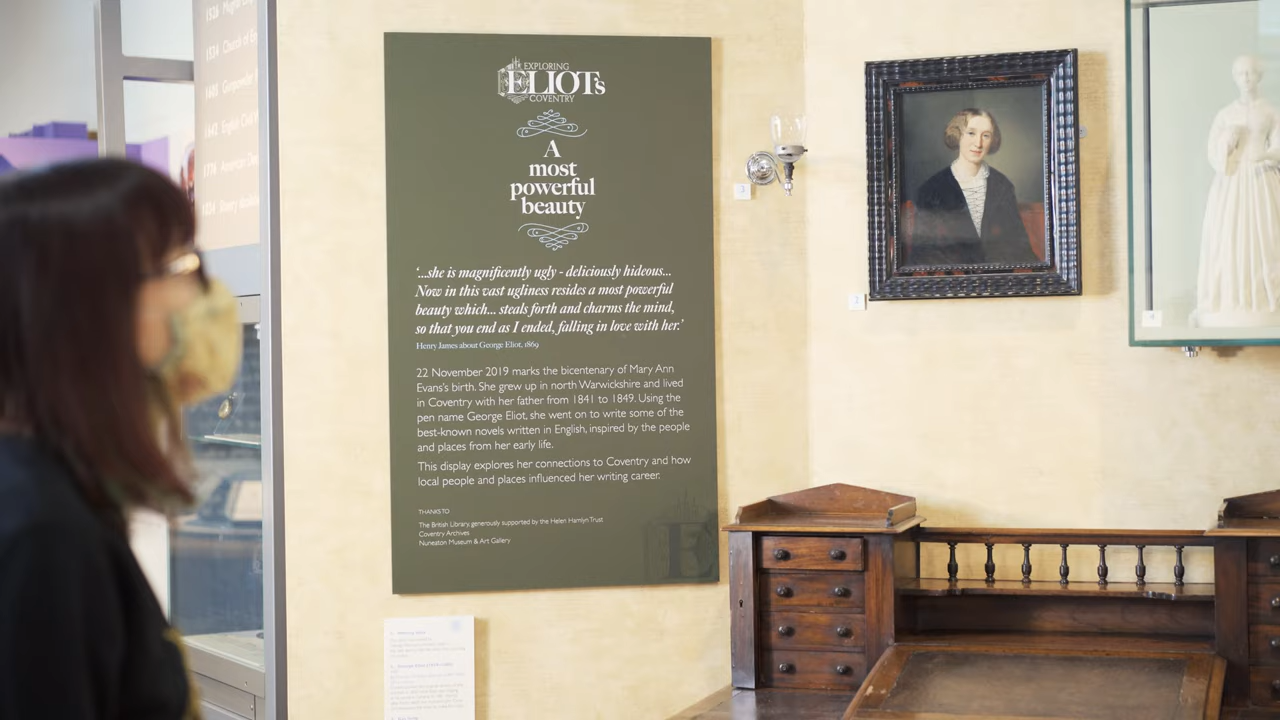 EXPLORING
ELIOTs
COVENTRY
A
most
powerful
beauty
‘...she is magnificently ugly - deliciously hideous...
Now in this vast ugliness resides a most powerful
beauty which... steals forth and charms the mind,
so that you end as I ended, falling in love with her.’
Henry James about George Eliot, 1869
22 November 2019 marks the bicentenary of Mary Ann
Evans's birth. She grew up in north Warwickshire and lived
in Coventry with her father from 1841 to 1849. Using the
pen name George Eliot, she went on to write some of the
best-known novels written in English, inspired by the people
and places from her early life.
This display explores her connections to Coventry and how
local people and places influenced her writing career.
THANKS TO
The British Library, generously supported by the Helen Hamlyn Trust
Coventry Archives
Nuneaton Museum & Art Gallery
3
2